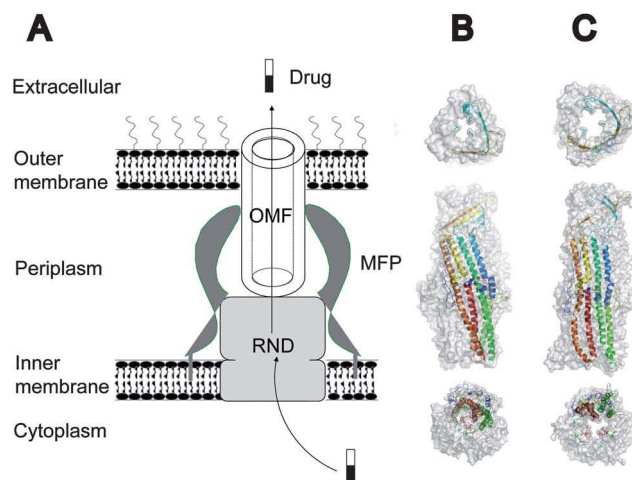 A
B
C
Extracellular
Drug
Outer
membrane
OMF
Periplasm
MFP
RND
Inner
membrane
Cytoplasm